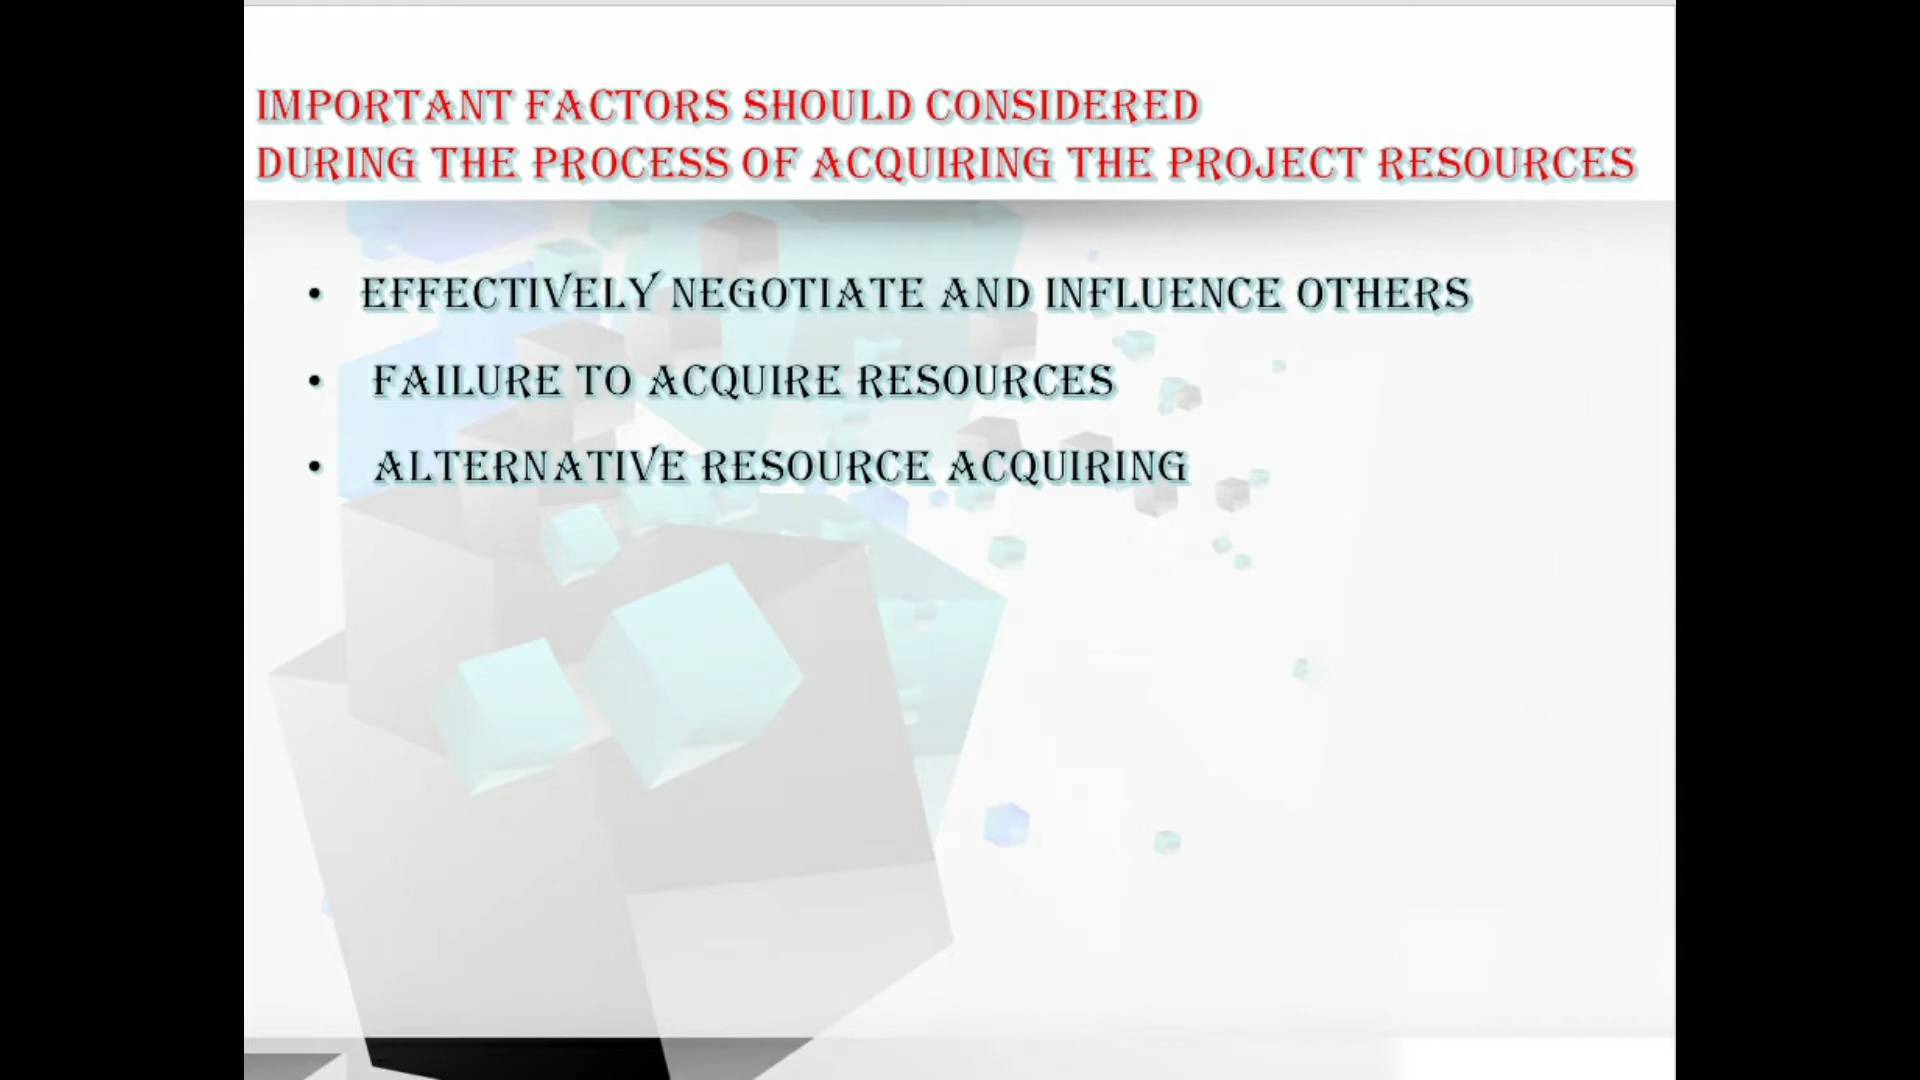 IMPORTANT FACTORS SHOULD CONSIDERED
DURING THE PROCESS OF ACQUIRING THE PROJECT RESOURCES
• EFFECTIVELY NEGOTIATE AND INFLUENCE OTHERS
• FAILURE TO ACQUIRE RESOURCES
• ALTERNATIVE RESOURCE ACQUIRING